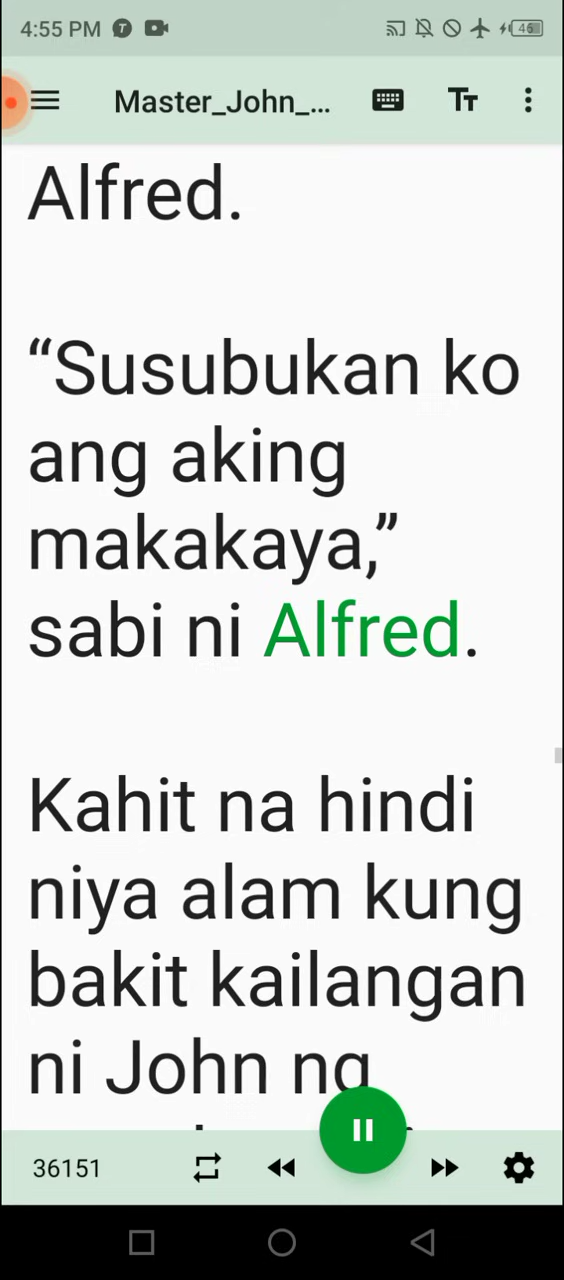 4:55 PM
46
Master_John_...
Alfred.
“Susubukan ko
ang aking
makakaya,”
sabi ni Alfred.
Kahit na hindi
niya alam kung
bakit kailangan
ni John ng
36151